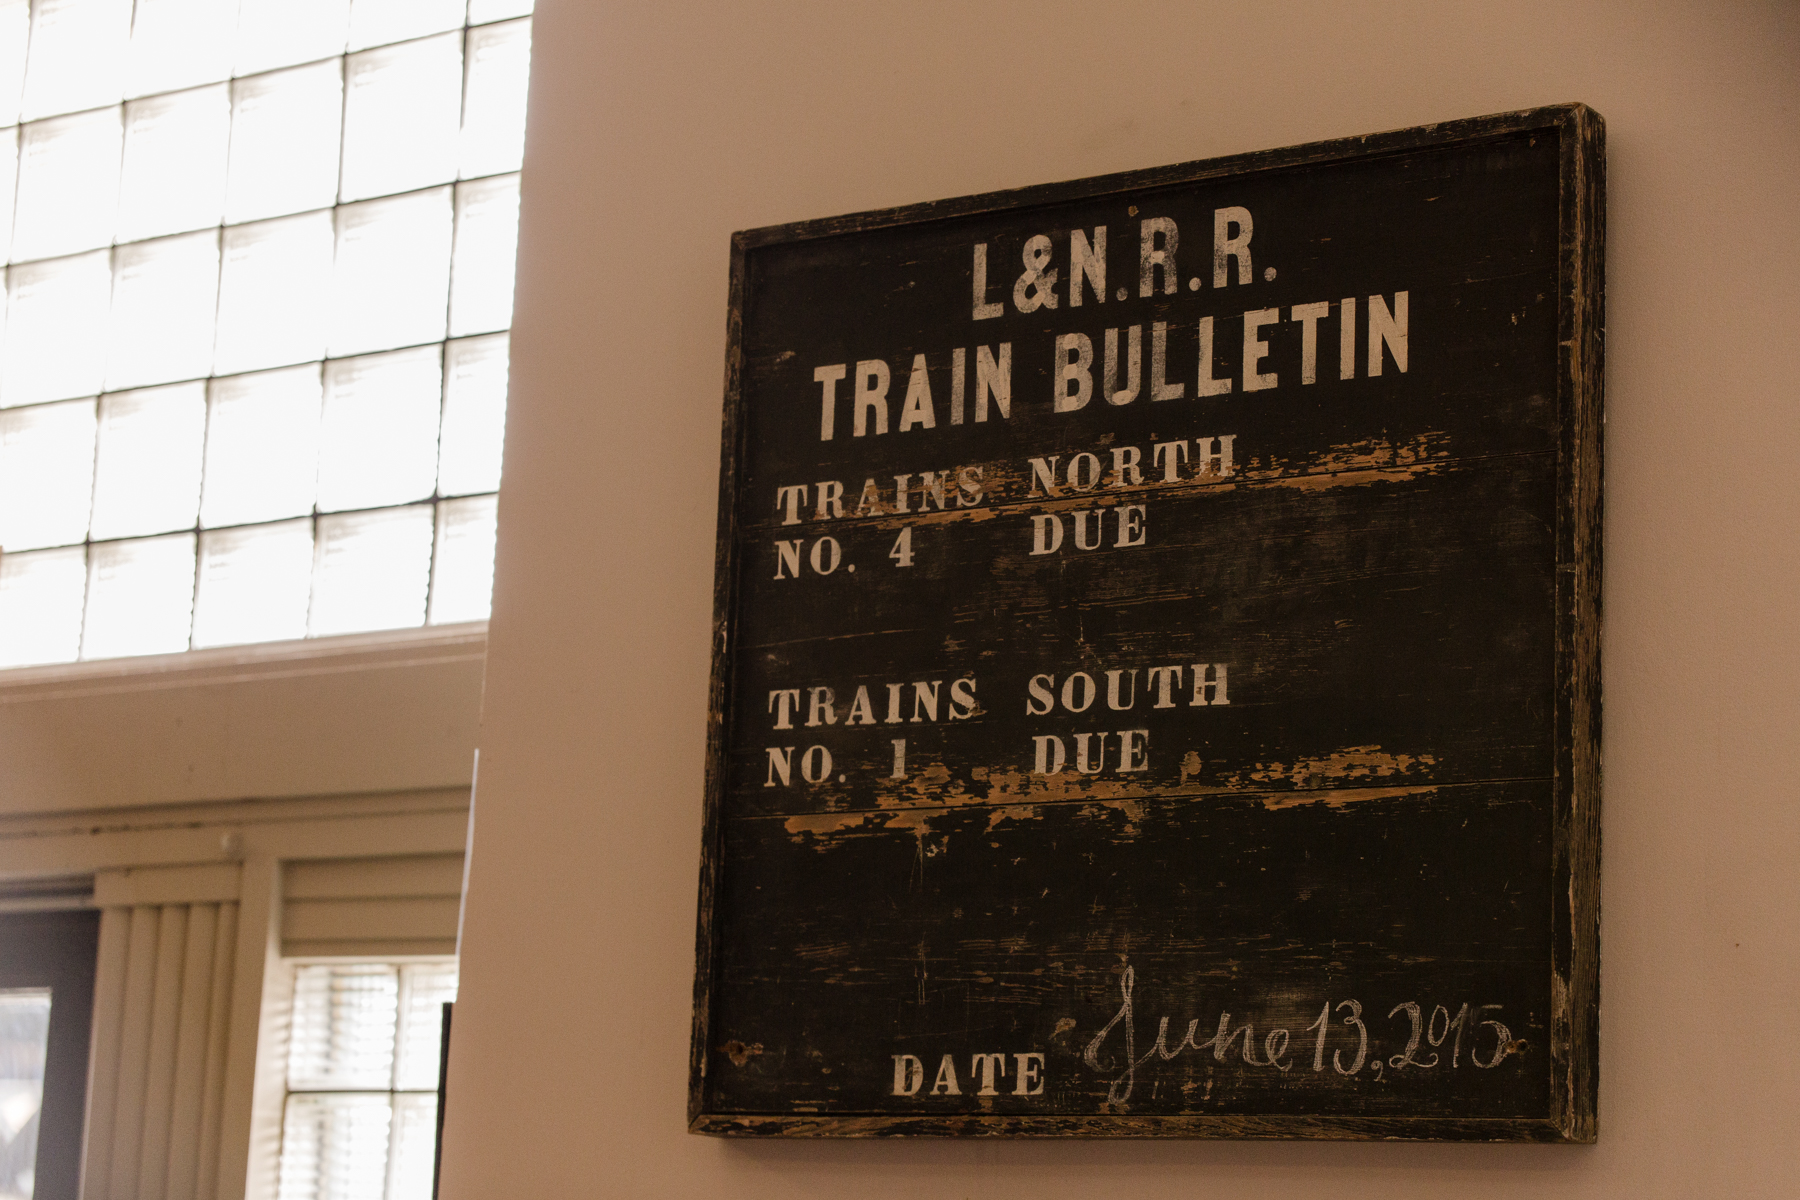 L&N.R.R.
TRAIN BULLETIN
TRAINS NORTH
NO. 4 DUE
TRAINS SOUTH
NO. 1 DUE
DATE June 13, 2015